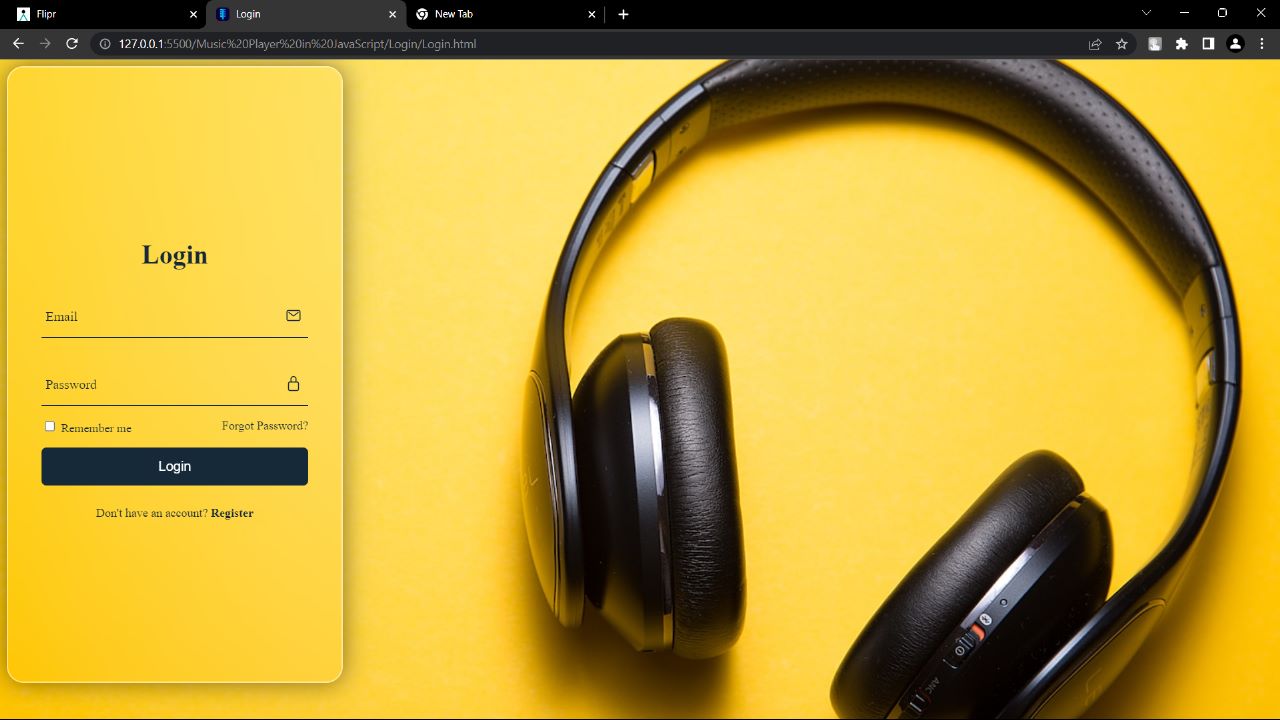 Flipr
Login
New Tab
127.0.0.1:5500/Music%20Player%20in%20JavaScript/Login/Login.html
Login
Email
Password
Remember me
Forgot Password?
Login
Don't have an account? Register
ANC